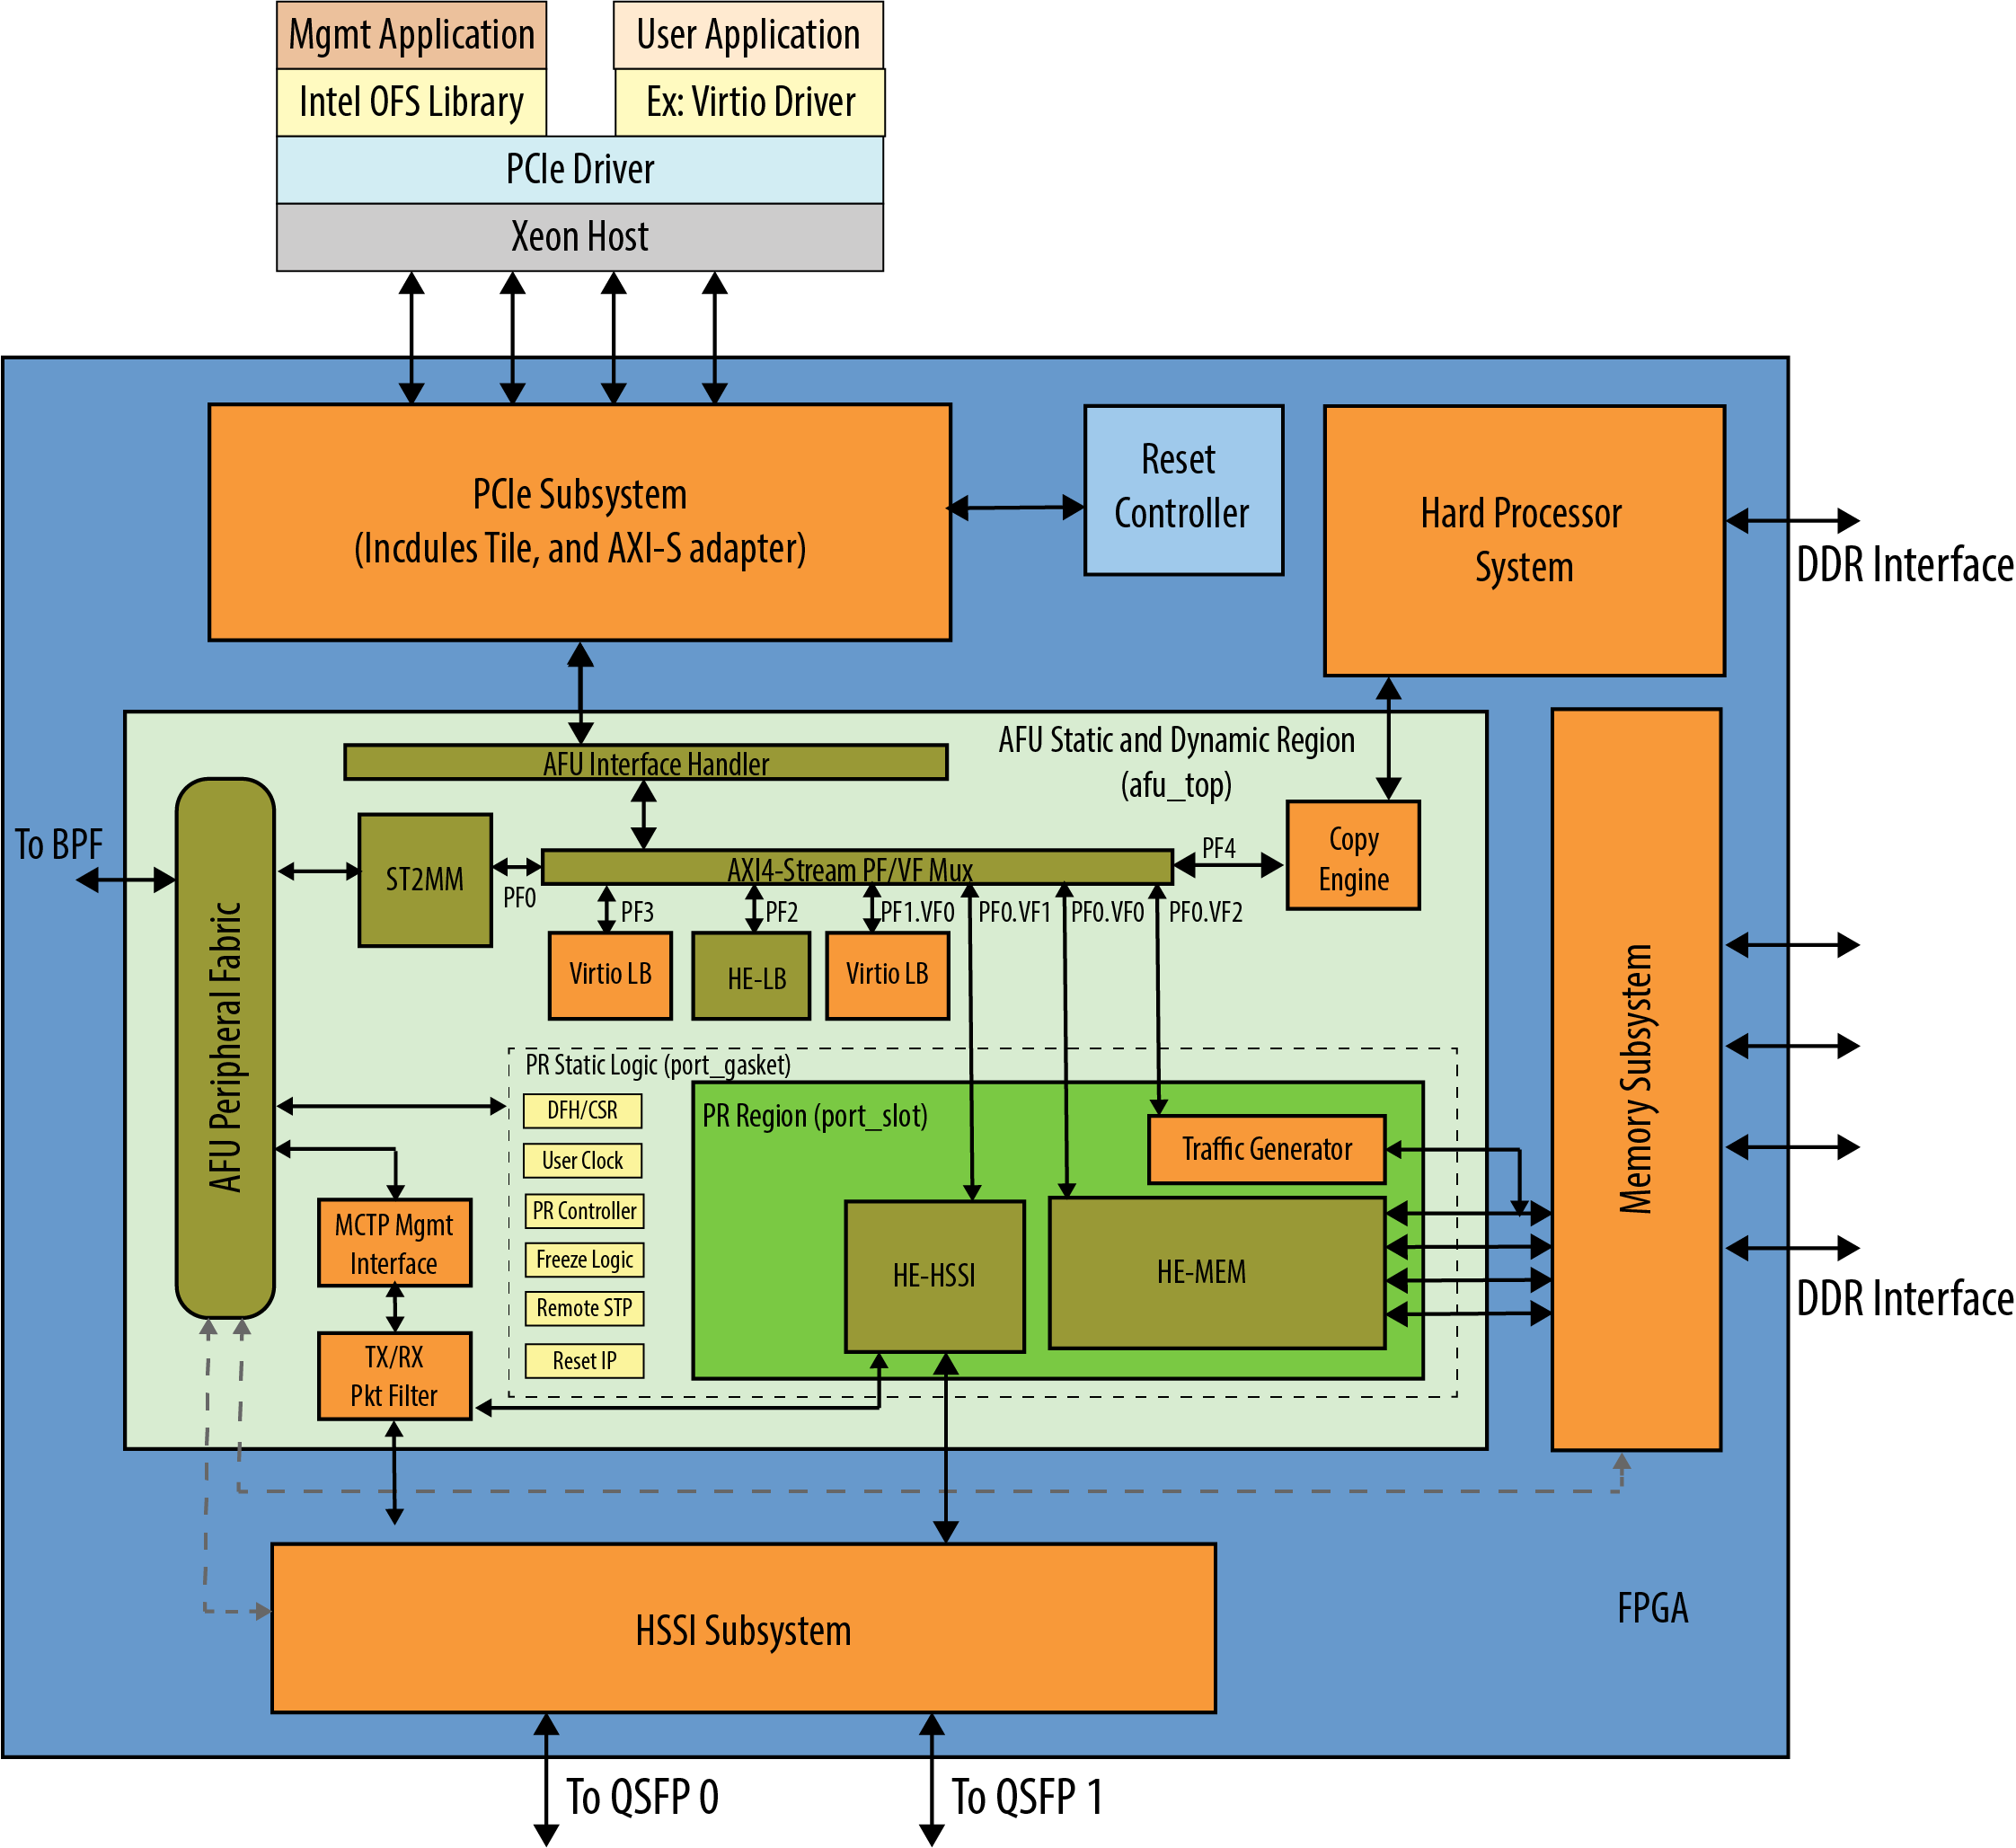 Mgmt Application
User Application
Intel OFS Library
Ex: Virtio Driver
PCIe Driver
Xeon Host
PCIe Subsystem
(Incdules Tile, and AXI-S adapter)
Reset
Controller
Hard Processor
System
DDR Interface
AFU Static and Dynamic Region
(afu_top)
AFU Interface Handler
To BPF
AFU Peripheral Fabric
ST2MM
PF0
AXI4-Stream PF/VF Mux
PF4
Copy
Engine
PF3
PF2
PF1.VF0
PF0.VF1
PF0.VF0
PF0.VF2
Virtio LB
HE-LB
Virtio LB
Memory Subsystem
PR Static Logic (port_gasket)
DFH/CSR
User Clock
PR Controller
Freeze Logic
Remote STP
Reset IP
PR Region (port_slot)
Traffic Generator
HE-HSSI
HE-MEM
MCTP Mgmt
Interface
TX/RX
Pkt Filter
DDR Interface
HSSI Subsystem
FPGA
To QSFP 0
To QSFP 1